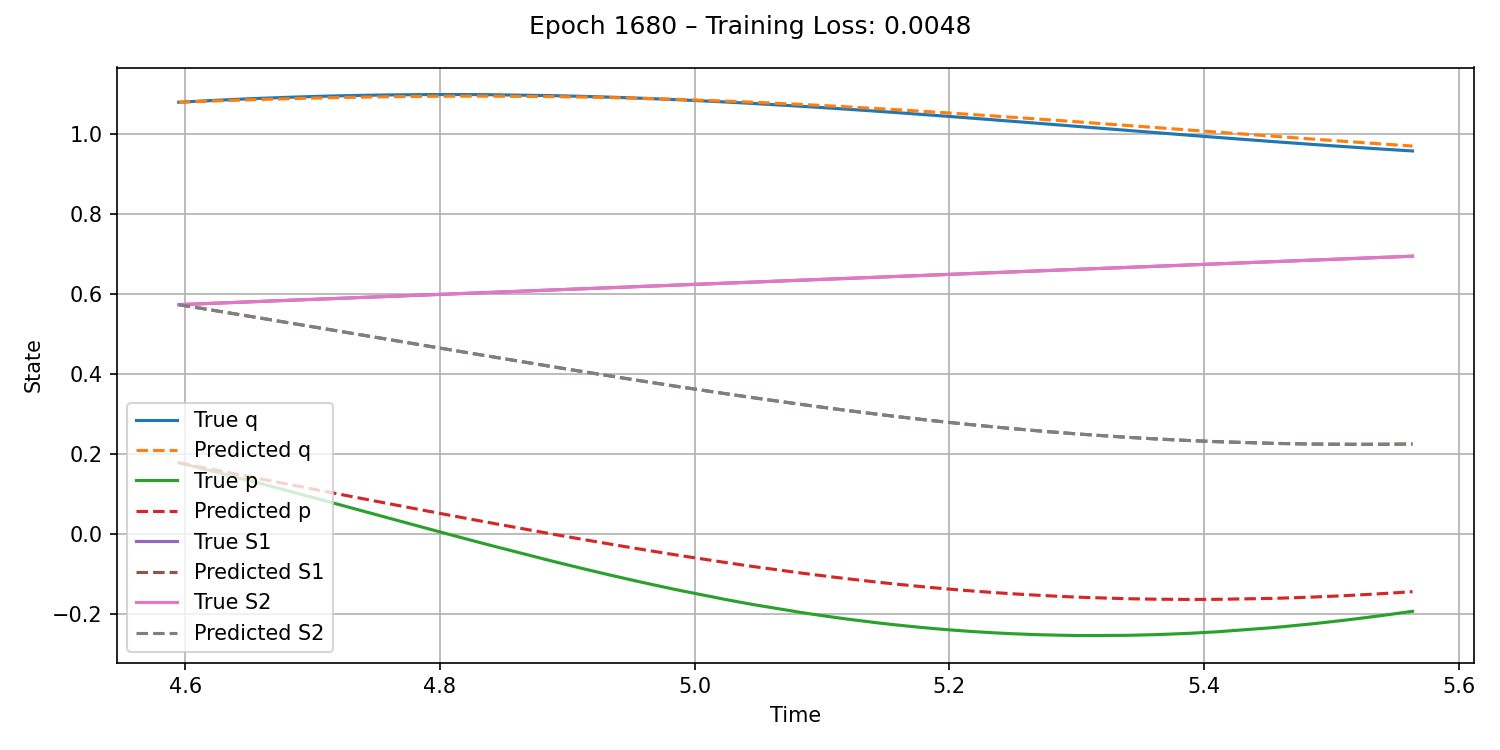 Epoch 1680 – Training Loss: 0.0048
State
1.0
0.8
0.6
0.4
0.2
0.0
−0.2
True q
Predicted q
True p
Predicted p
True S1
Predicted S1
True S2
Predicted S2
4.6 4.8 5.0 5.2 5.4 5.6
Time